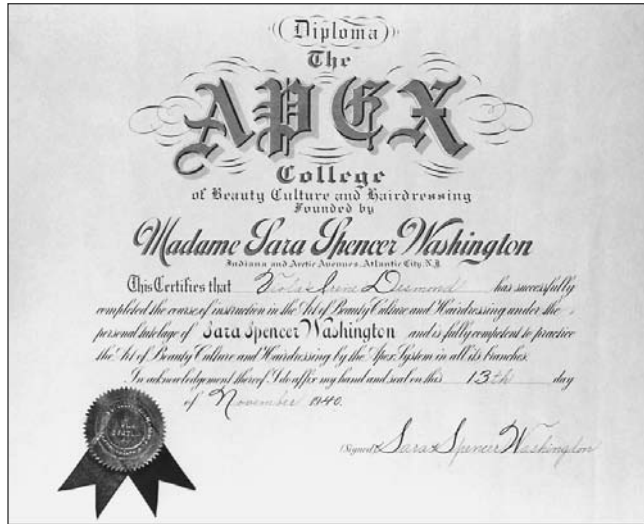 (Diploma)
The
APEX
College
of Beauty Culture and Hairdressing
Founded by
Madame Sara Spencer Washington
Indiana and Arctic Avenues, Atlantic City, N.J.
This Certifies that Viola Irene Desmond has successfully
completed the course of instruction in the Art of Beauty Culture and Hairdressing under the
personal tutelage of Sara Spencer Washington and is fully competent to practice
the Art of Beauty Culture and Hairdressing by the Apex System in all its branches.
In acknowledgement thereof I do affix my hand and seal on this 13th day
of November 1940.
(Signed) Sara Spencer Washington